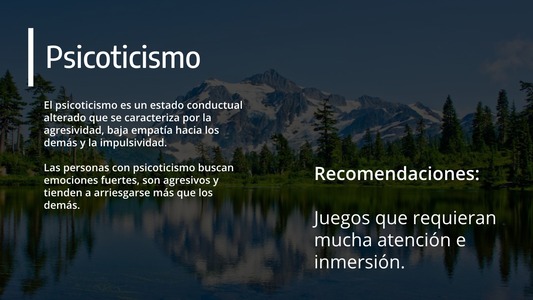 Psicoticismo
El psicoticismo es un estado conductual
alterado que se caracteriza por la
agresividad, baja empatía hacia los
demás y la impulsividad.
Las personas con psicoticismo buscan
emociones fuertes, son agresivos y
tienden a arriesgarse más que los
demás.
Recomendaciones:
Juegos que requieran
mucha atención e
inmersión.